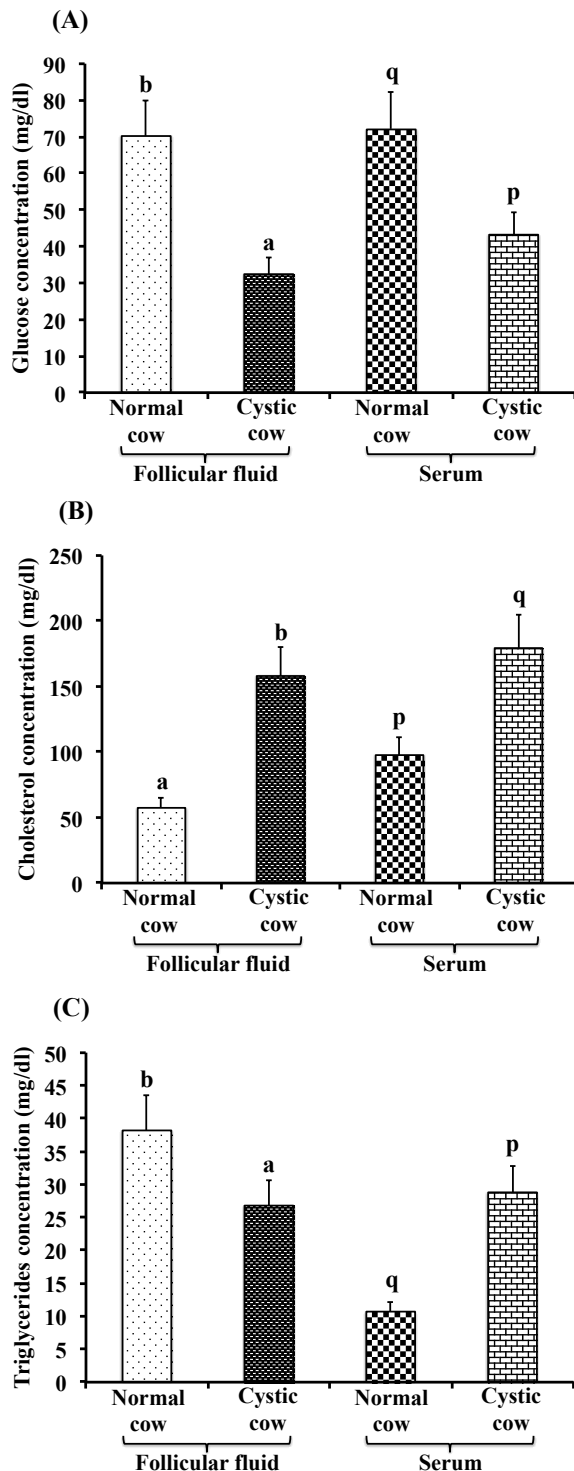 (A)
Glucose concentration (mg/dl)
90
80
70
60
50
40
30
20
10
0
b
a
q
p
Normal cow
Cystic cow
Normal cow
Cystic cow
Follicular fluid
Serum
(B)
Cholesterol concentration (mg/dl)
250
200
150
100
50
0
a
b
p
q
Normal cow
Cystic cow
Normal cow
Cystic cow
Follicular fluid
Serum
(C)
Triglycerides concentration (mg/dl)
50
45
40
35
30
25
20
15
10
5
0
b
a
q
p
Normal cow
Cystic cow
Normal cow
Cystic cow
Follicular fluid
Serum